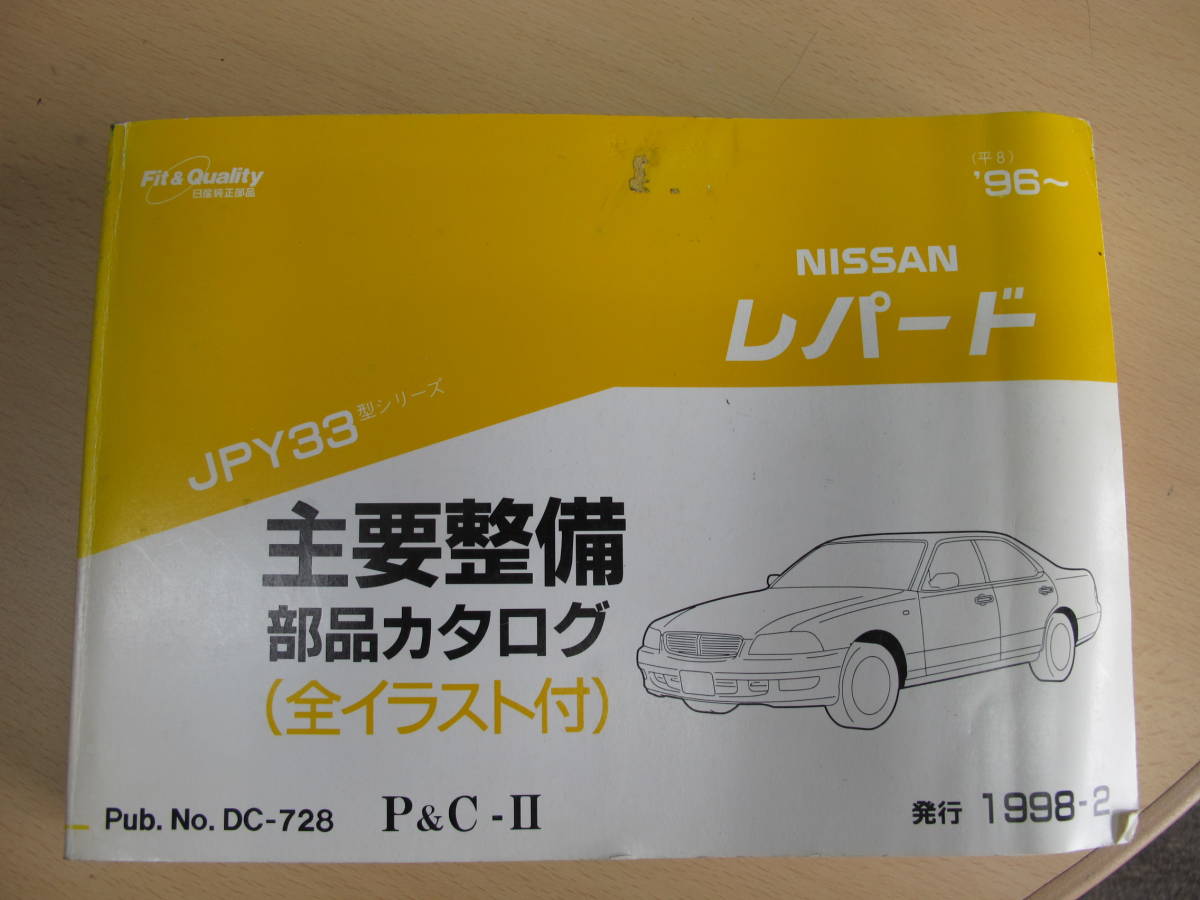 Fit & Quality
日産純正部品
(平8)
'96~
NISSAN
レパード
JPY33型シリーズ
主要整備
部品カタログ
(全イラスト付)
Pub. No. DC-728 P&C-II
発行 1998-2